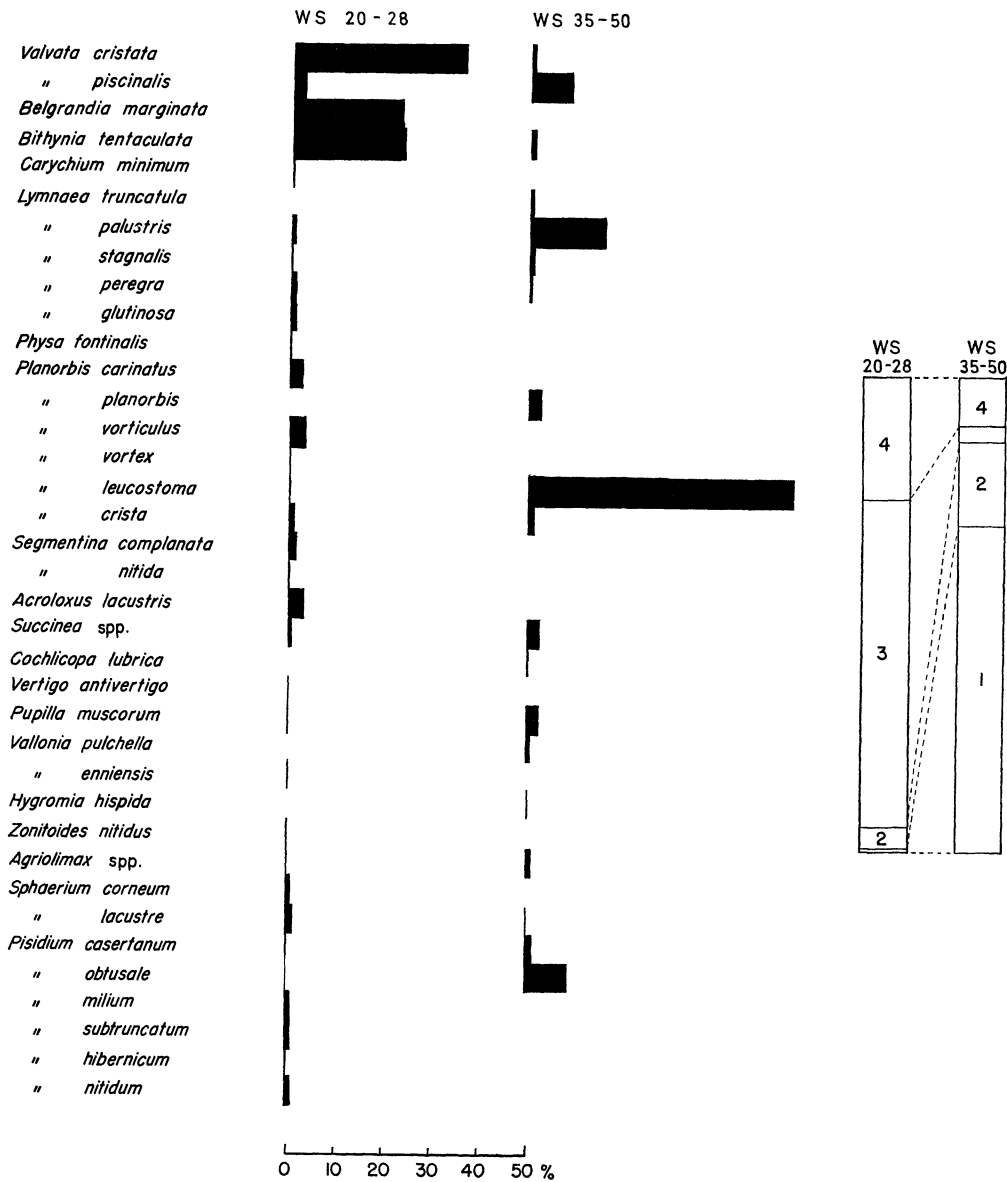 WS 20-28 WS 35-50
Valvata cristata
" piscinalis
Belgrandia marginata
Bithynia tentaculata
Carychium minimum
Lymnaea truncatula
" palustris
" stagnalis
" peregra
" glutinosa
Physa fontinalis
Planorbis carinatus
" planorbis
" vorticulus
" vortex
" leucostoma
" crista
Segmentina complanata
" nitida
Acroloxus lacustris
Succinea spp.
Cochlicopa lubrica
Vertigo antivertigo
Pupilla muscorum
Vallonia pulchella
" enniensis
Hygromia hispida
Zonitoides nitidus
Agriolimax spp.
Sphaerium corneum
" lacustre
Pisidium casertanum
" obtusale
" milium
" subtruncatum
" hibernicum
" nitidum
0 10 20 30 40 50 %
WS WS
20-28 35-50
4
4
2
3
1
2